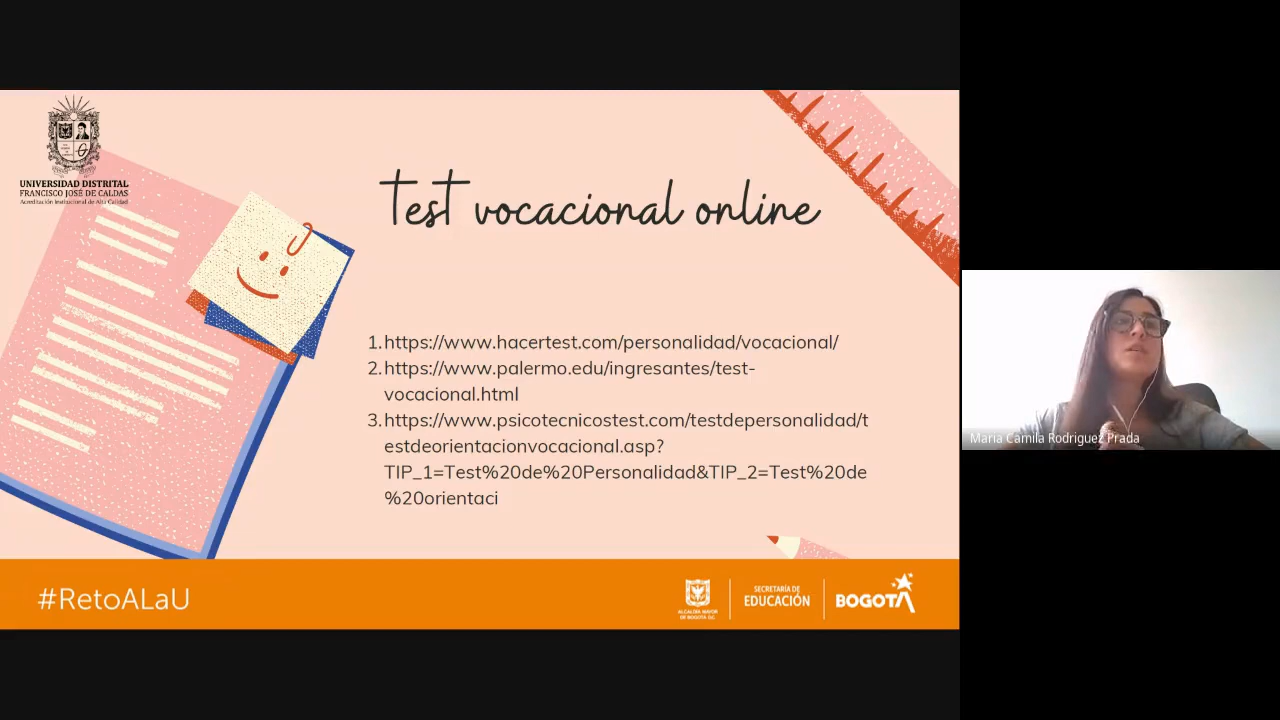 UNIVERSIDAD DISTRITAL
FRANCISCO JOSÉ DE CALDAS
Acreditación Institucional de Alta Calidad
Test vocacional online
1. https://www.hacertest.com/personalidad/vocacional/
2. https://www.palermo.edu/ingresantes/test-
vocacional.html
3. https://www.psicotecnicostest.com/testdepersonalidad/t
estdeorientacionvocacional.asp?
TIP_1=Test%20de%20Personalidad&TIP_2=Test%20de
%20orientaci
Maria Camila Rodriguez Prada
#RetoALaU
ALCALDÍA MAYOR
DE BOGOTÁ D.C.
SECRETARÍA DE
EDUCACIÓN
BOGOTÁ